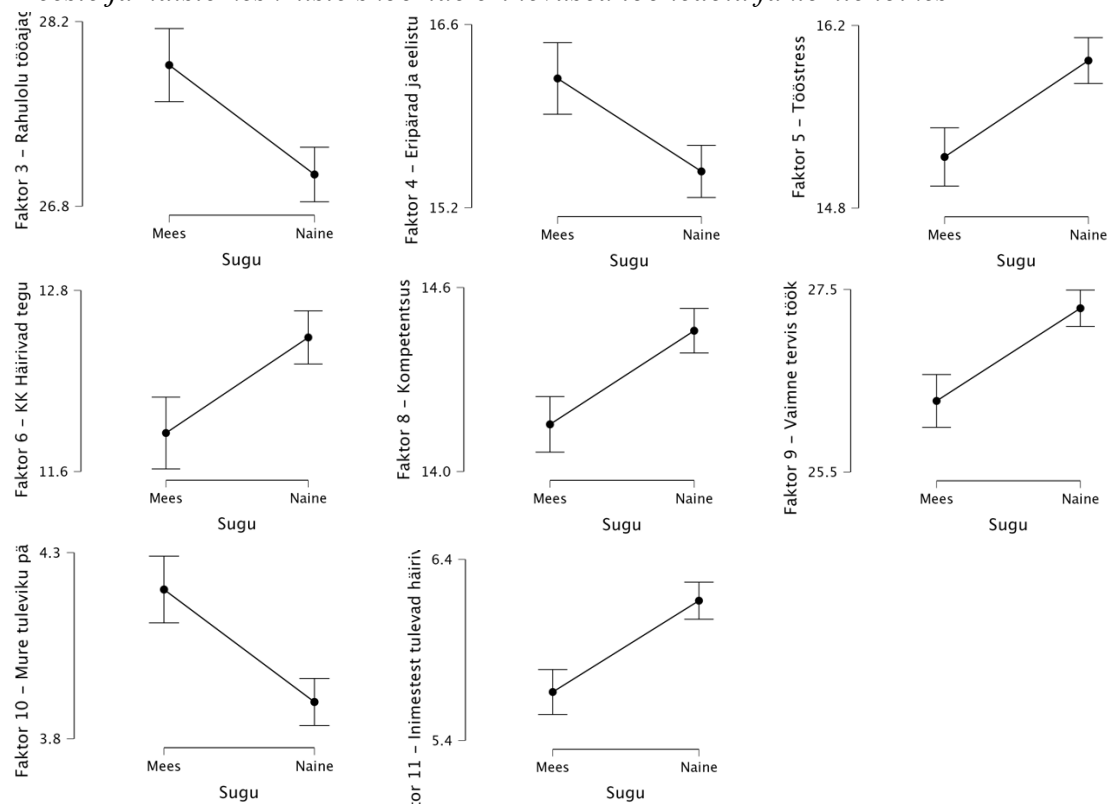 28.2
26.8
Faktor 3 – Rahulolu tööajag
Mees Naine
Sugu
16.6
15.2
Faktor 4 – Eripärad ja eelistu
Mees Naine
Sugu
16.2
14.8
Faktor 5 – Tööstress
Mees Naine
Sugu
12.8
11.6
Faktor 6 – KK Häirivad tegu
Mees Naine
Sugu
14.6
14.0
Faktor 8 – Kompetentsus
Mees Naine
Sugu
27.5
25.5
Faktor 9 – Vaimne tervis töök
Mees Naine
Sugu
4.3
3.8
Faktor 10 – Mure tuleviku pä
Mees Naine
Sugu
6.4
5.4
tor 11 – Inimestest tulevad häiriv
Mees Naine
Sugu